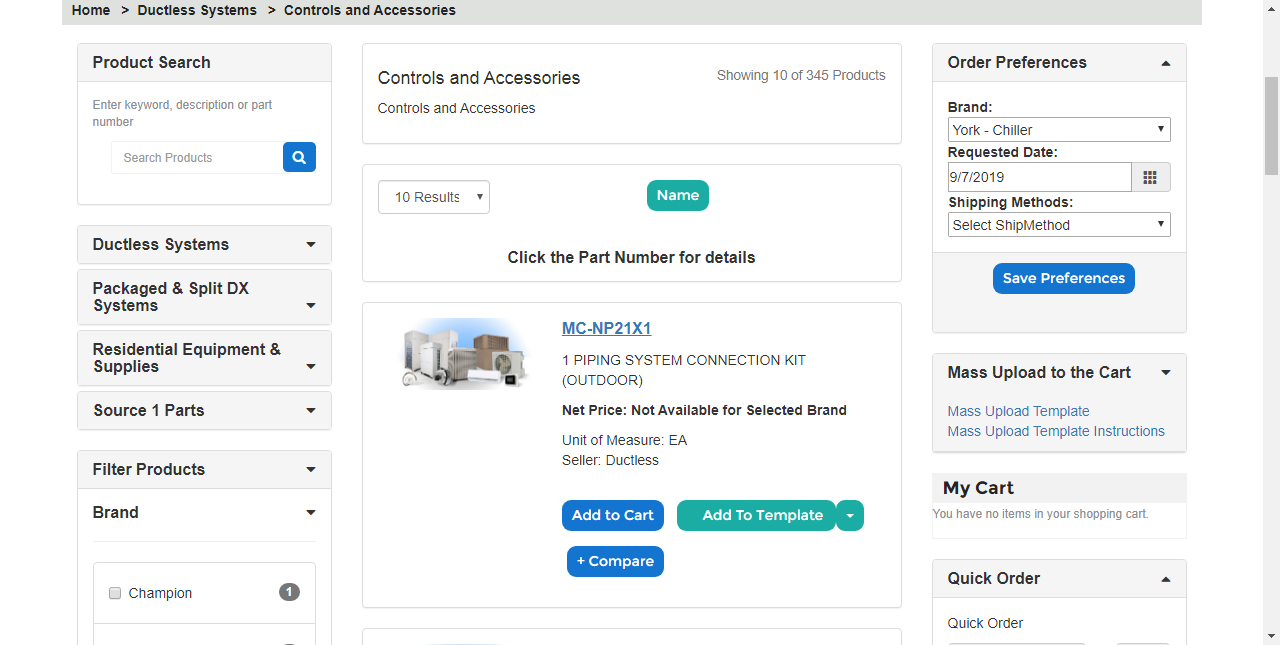 Home > Ductless Systems > Controls and Accessories
Product Search
Enter keyword, description or part
number
Search Products
Ductless Systems
Packaged & Split DX
Systems
Residential Equipment &
Supplies
Source 1 Parts
Filter Products
Brand
Champion 1
Controls and Accessories
Showing 10 of 345 Products
Controls and Accessories
10 Results
Name
Click the Part Number for details
MC-NP21X1
1 PIPING SYSTEM CONNECTION KIT
(OUTDOOR)
Net Price: Not Available for Selected Brand
Unit of Measure: EA
Seller: Ductless
Add to Cart
Add To Template
+ Compare
Order Preferences
Brand:
York - Chiller
Requested Date:
9/7/2019
Shipping Methods:
Select ShipMethod
Save Preferences
Mass Upload to the Cart
Mass Upload Template
Mass Upload Template Instructions
My Cart
You have no items in your shopping cart.
Quick Order
Quick Order